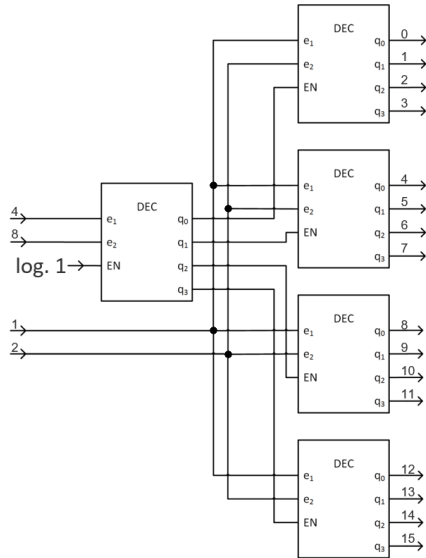 DEC
e₁ q₀ 0
e₂ q₁ 1
EN q₂ 2
q₃ 3
DEC
e₁ q₀ 4
e₂ q₁ 5
EN q₂ 6
q₃ 7
DEC
4 e₁ q₀
8 e₂ q₁
log. 1 EN q₂
q₃
1
2
DEC
e₁ q₀ 8
e₂ q₁ 9
EN q₂ 10
q₃ 11
DEC
e₁ q₀ 12
e₂ q₁ 13
EN q₂ 14
q₃ 15